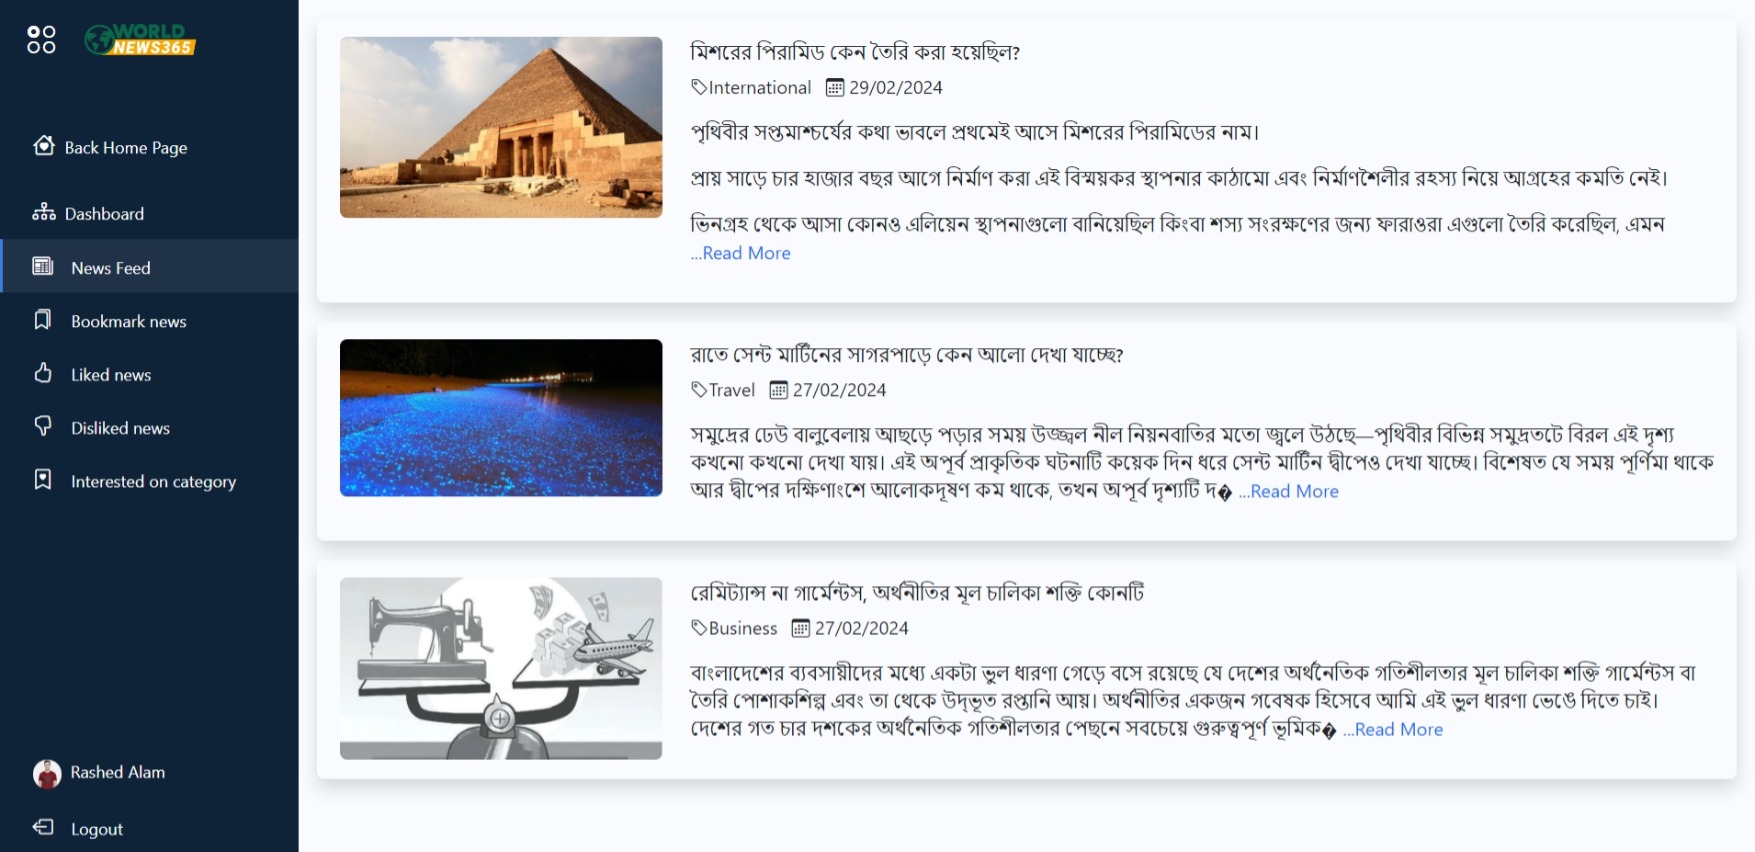 WORLD
NEWS365
Back Home Page
Dashboard
News Feed
Bookmark news
Liked news
Disliked news
Interested on category
Rashed Alam
Logout
মিশরের পিরামিড কেন তৈরি করা হয়েছিল?
International 29/02/2024
পৃথিবীর সপ্তমাশ্চর্যের কথা ভাবলে প্রথমেই আসে মিশরের পিরামিডের নাম।
প্রায় সাড়ে চার হাজার বছর আগে নির্মাণ করা এই বিস্ময়কর স্থাপনার কাঠামো এবং নির্মাণশৈলীর রহস্য নিয়ে আগ্রহের কমতি নেই।
ভিনগ্রহ থেকে আসা কোনও এলিয়েন স্থাপনাগুলো বানিয়েছিল কিংবা শস্য সংরক্ষণের জন্য ফারাওরা এগুলো তৈরি করেছিল, এমন
...Read More
রাতে সেন্ট মার্টিনের সাগরপাড়ে কেন আলো দেখা যাচ্ছে?
Travel 27/02/2024
সমুদ্রের ঢেউ বালুবেলায় আছড়ে পড়ার সময় উজ্জ্বল নীল নিয়নবাতির মতো জ্বলে উঠছে—পৃথিবীর বিভিন্ন সমুদ্রতটে বিরল এই দৃশ্য
কখনো কখনো দেখা যায়। এই অপূর্ব প্রাকৃতিক ঘটনাটি কয়েক দিন ধরে সেন্ট মার্টিন দ্বীপেও দেখা যাচ্ছে। বিশেষত যে সময় পূর্ণিমা থাকে
আর দ্বীপের দক্ষিণাংশে আলোকদূষণ কম থাকে, তখন অপূর্ব দৃশ্যটি দ� ...Read More
রেমিট্যান্স না গার্মেন্টস, অর্থনীতির মূল চালিকা শক্তি কোনটি
Business 27/02/2024
বাংলাদেশের ব্যবসায়ীদের মধ্যে একটা ভুল ধারণা গেড়ে বসে রয়েছে যে দেশের অর্থনৈতিক গতিশীলতার মূল চালিকা শক্তি গার্মেন্টস বা
তৈরি পোশাকশিল্প এবং তা থেকে উদ্ভূত রপ্তানি আয়। অর্থনীতির একজন গবেষক হিসেবে আমি এই ভুল ধারণা ভেঙে দিতে চাই।
দেশের গত চার দশকের অর্থনৈতিক গতিশীলতার পেছনে সবচেয়ে গুরুত্বপূর্ণ ভূমিক� ...Read More